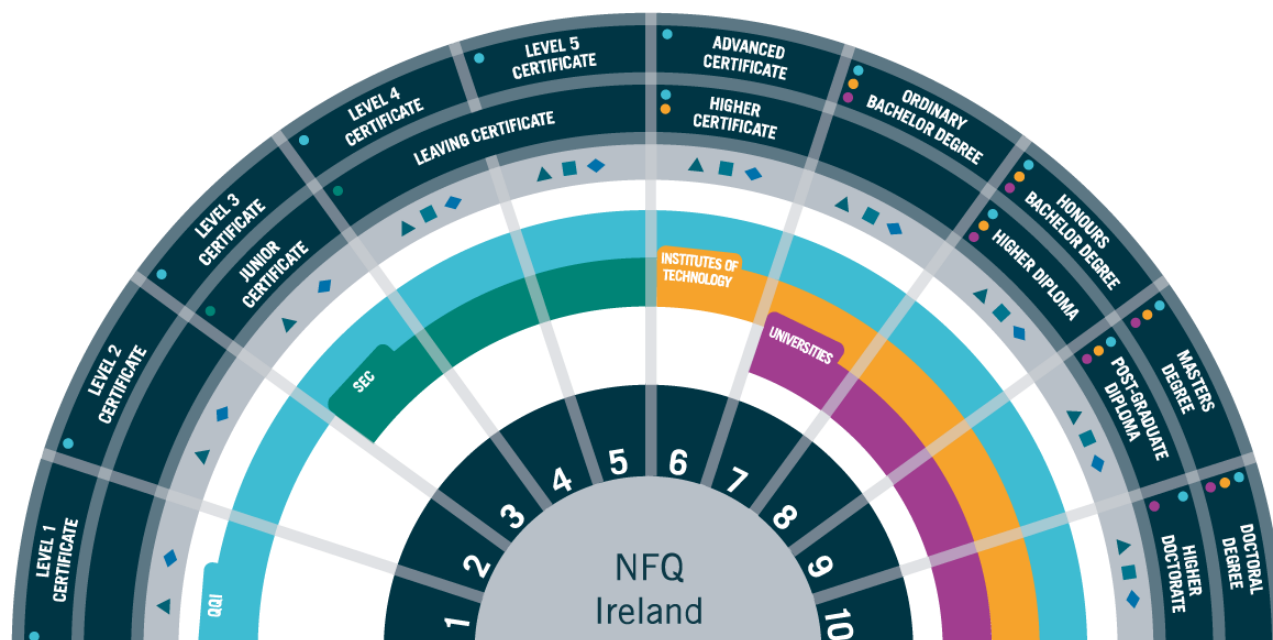 LEVEL 1
CERTIFICATE
LEVEL 2
CERTIFICATE
LEVEL 3
CERTIFICATE
JUNIOR
CERTIFICATE
LEVEL 4
CERTIFICATE
LEVEL 5
CERTIFICATE
LEAVING CERTIFICATE
ADVANCED
CERTIFICATE
HIGHER
CERTIFICATE
ORDINARY
BACHELOR DEGREE
HONOURS
BACHELOR DEGREE
HIGHER DIPLOMA
MASTERS
DEGREE
POST-GRADUATE
DIPLOMA
DOCTORAL
DEGREE
HIGHER
DOCTORATE
QQI
SEC
INSTITUTES OF
TECHNOLOGY
UNIVERSITIES
1
2
3
4
5
6
7
8
9
10
NFQ
Ireland